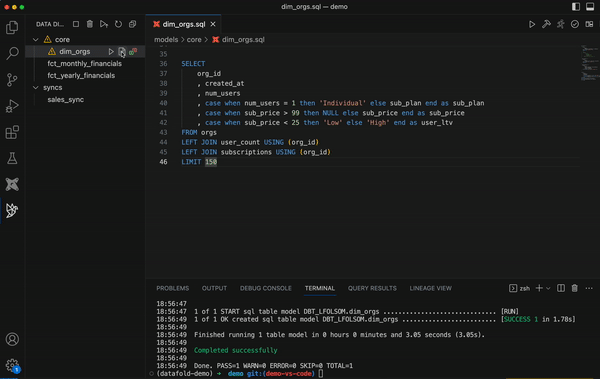 dim_orgs.sql — demo
DATA DI...
core
dim_orgs
fct_monthly_financials
fct_yearly_financials
syncs
sales_sync
dim_orgs.sql
models > core > dim_orgs.sql
35
36 SELECT
37 org_id
38 , created_at
39 , num_users
40 , case when num_users = 1 then 'Individual' else sub_plan end as sub_plan
41 , case when sub_price > 99 then NULL else sub_price end as sub_price
42 , case when sub_price < 25 then 'Low' else 'High' end as user_ltv
43 FROM orgs
44 LEFT JOIN user_count USING (org_id)
45 LEFT JOIN subscriptions USING (org_id)
46 LIMIT 150
PROBLEMS OUTPUT DEBUG CONSOLE TERMINAL QUERY RESULTS LINEAGE VIEW
zsh
18:56:47
18:56:47 1 of 1 START sql table model DBT_LFOLSOM.dim_orgs ............................ [RUN]
18:56:49 1 of 1 OK created sql table model DBT_LFOLSOM.dim_orgs ....................... [SUCCESS 1 in 1.78s]
18:56:49
18:56:49 Finished running 1 table model in 0 hours 0 minutes and 3.05 seconds (3.05s).
18:56:49
18:56:49 Completed successfully
18:56:49
18:56:49 Done. PASS=1 WARN=0 ERROR=0 SKIP=0 TOTAL=1
(datafold-demo) → demo git:(demo-vs-code)